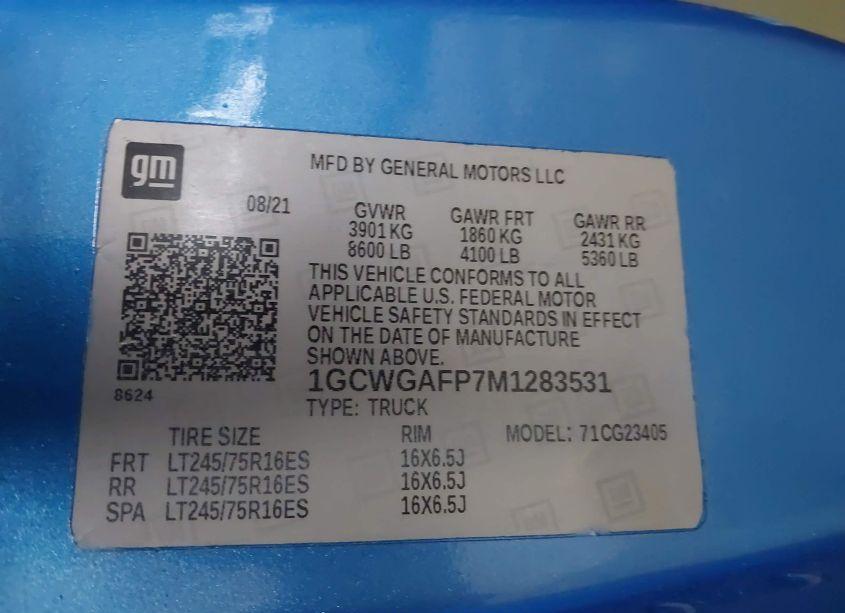 gm
MFD BY GENERAL MOTORS LLC
08/21
GVWR GAWR FRT GAWR RR
3901 KG 1860 KG 2431 KG
8600 LB 4100 LB 5360 LB
THIS VEHICLE CONFORMS TO ALL
APPLICABLE U.S. FEDERAL MOTOR
VEHICLE SAFETY STANDARDS IN EFFECT
ON THE DATE OF MANUFACTURE
SHOWN ABOVE.
8624
1GCWGAFP7M1283531
TYPE: TRUCK
TIRE SIZE RIM MODEL: 71CG23405
FRT LT245/75R16ES 16X6.5J
RR LT245/75R16ES 16X6.5J
SPA LT245/75R16ES 16X6.5J